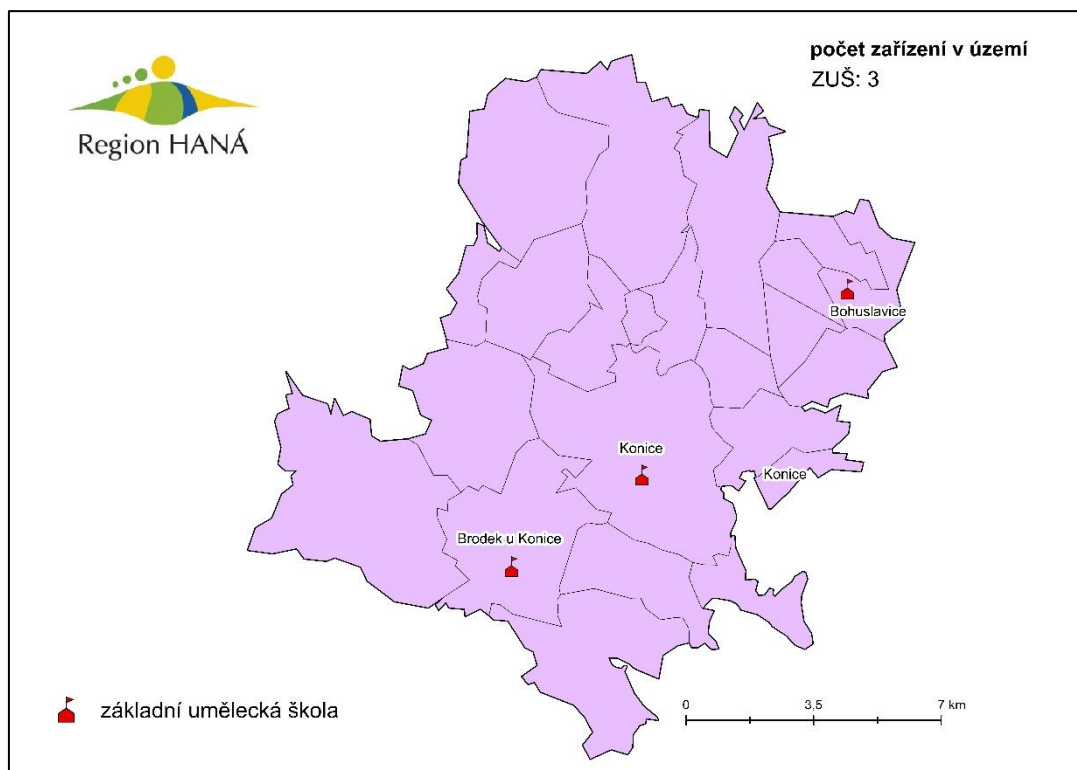 Region HANÁ
počet zařízení v území
ZUŠ: 3
Bohuslavice
Konice
Konice
Brodek u Konice
základní umělecká škola
0 3,5 7 km